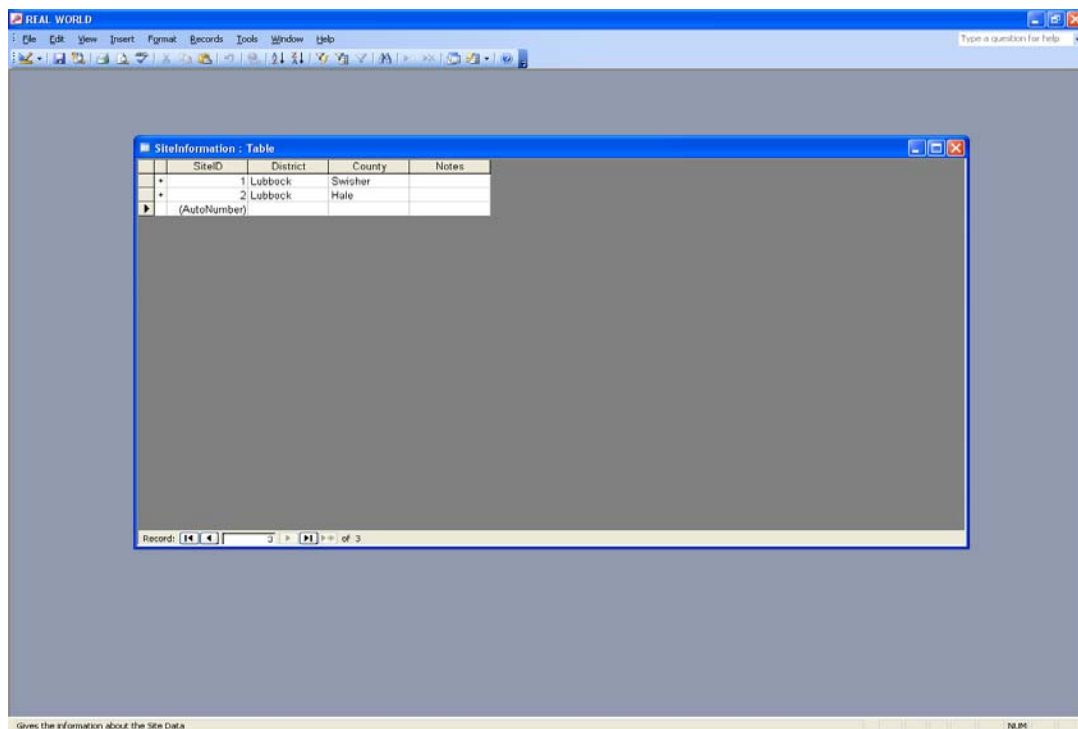 REAL WORLD
File Edit View Insert Format Records Tools Window Help
Type a question for help
SiteInformation : Table
SiteID District County Notes
1 Lubbock Swisher
2 Lubbock Hale
(AutoNumber)
Record: 3 of 3
Gives the information about the Site Data
NUM